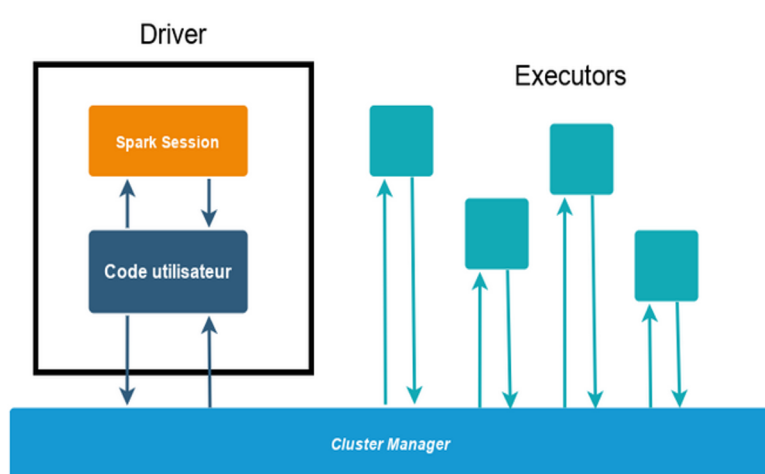 Driver
Executors
Spark Session
Code utilisateur
Cluster Manager